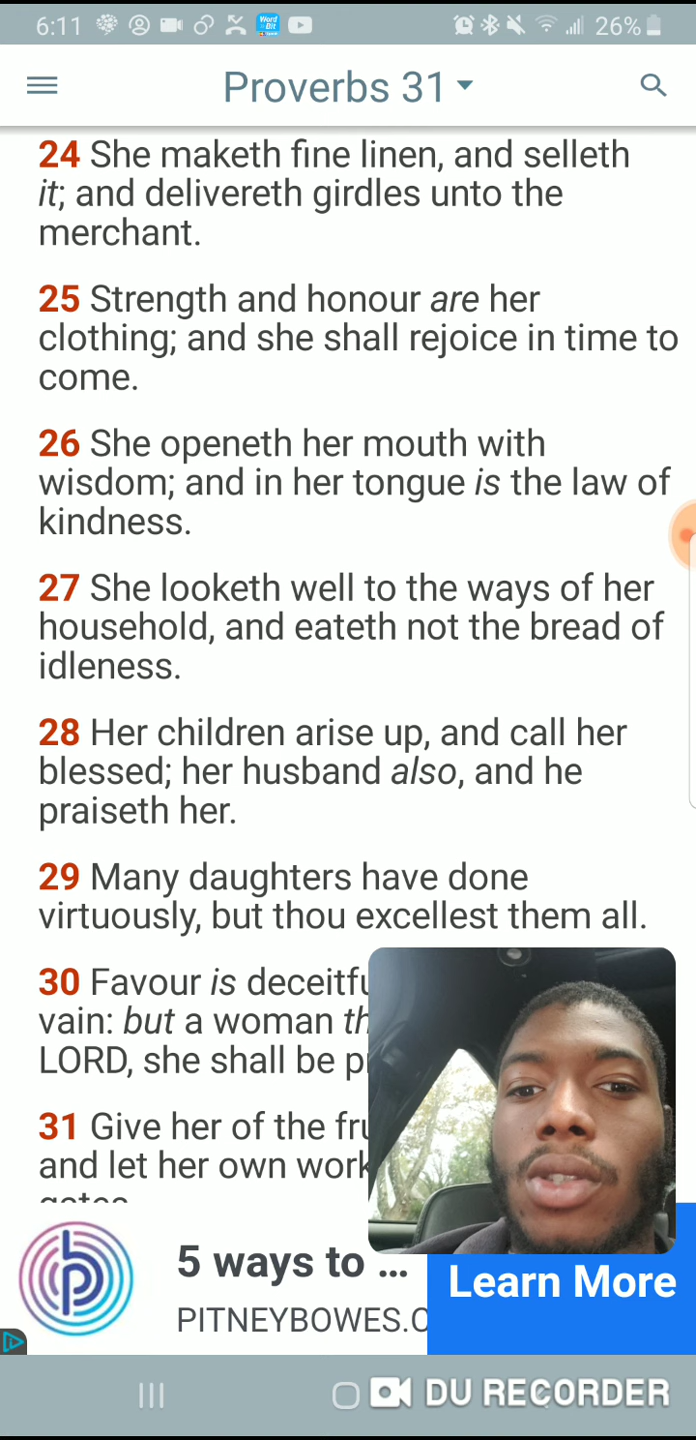 6:11 Word Bit 26%
Proverbs 31
24 She maketh fine linen, and selleth
it; and delivereth girdles unto the
merchant.
25 Strength and honour are her
clothing; and she shall rejoice in time to
come.
26 She openeth her mouth with
wisdom; and in her tongue is the law of
kindness.
27 She looketh well to the ways of her
household, and eateth not the bread of
idleness.
28 Her children arise up, and call her
blessed; her husband also, and he
praiseth her.
29 Many daughters have done
virtuously, but thou excellest them all.
30 Favour is
vain: but a woman
LORD, she shall be
31 Give her of the
and let her own
5 ways to ...
Learn More
PITNEYBOWES.C
DU RECORDER